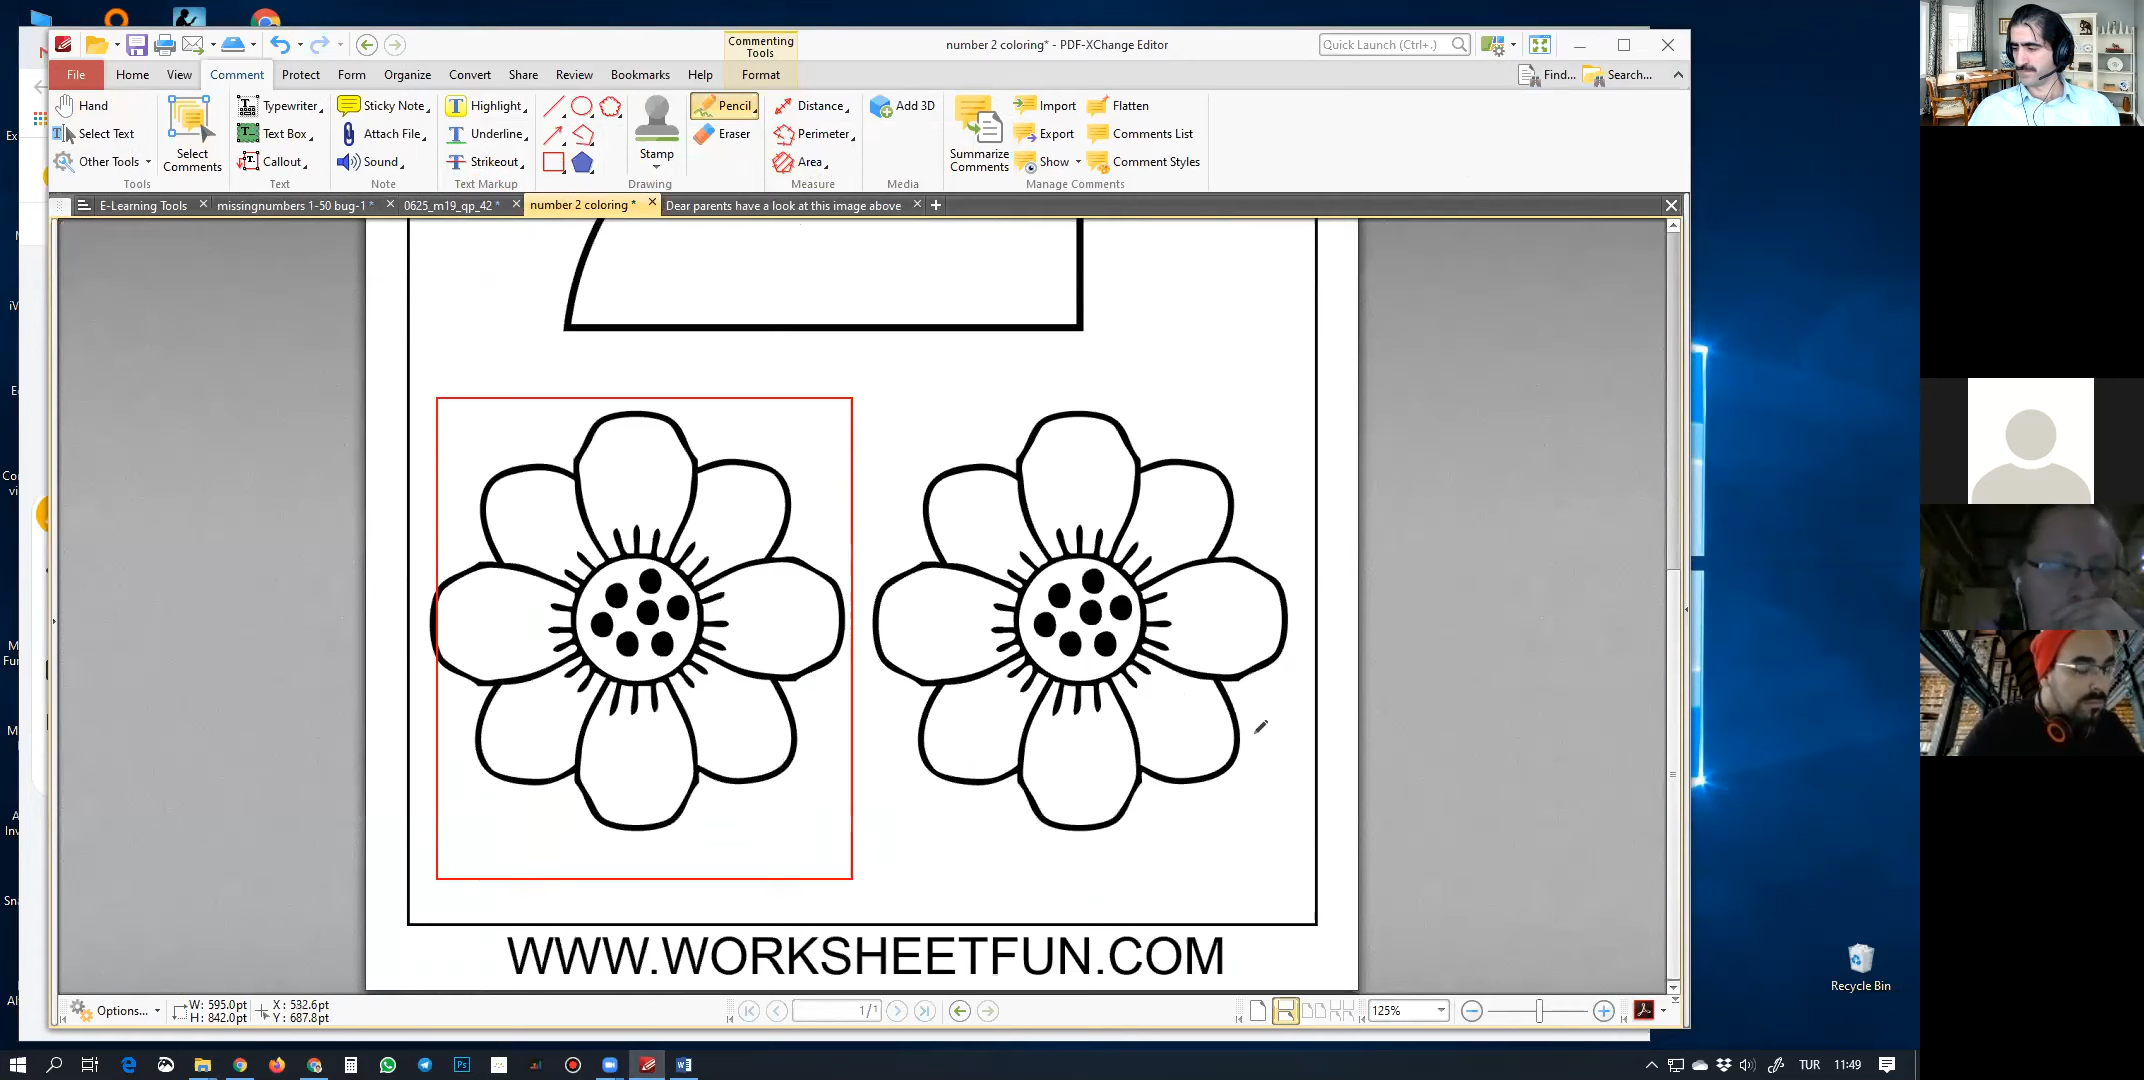 Commenting
Tools
number 2 coloring* - PDF-XChange Editor
Quick Launch (Ctrl+.)
File Home View Comment Protect Form Organize Convert Share Review Bookmarks Help Format
Find... Search...
Hand
Select Text
Other Tools
Select
Comments
Tools
Typewriter
Text Box
Callout
Text
Sticky Note
Attach File
Sound
Note
Highlight
Underline
Strikeout
Text Markup
Stamp
Drawing
Pencil
Eraser
Distance
Perimeter
Area
Measure
Add 3D
Media
Summarize
Comments
Import
Export
Show
Flatten
Comments List
Comment Styles
Manage Comments
E-Learning Tools
missingnumbers 1-50 bug-1 *
0625_m19_qp_42 *
number 2 coloring *
Dear parents have a look at this image above
WWW.WORKSHEETFUN.COM
Options...
W: 595.0pt
H: 842.0pt
X: 532.6pt
Y: 687.8pt
1/1
125%
Recycle Bin
TUR 11:49